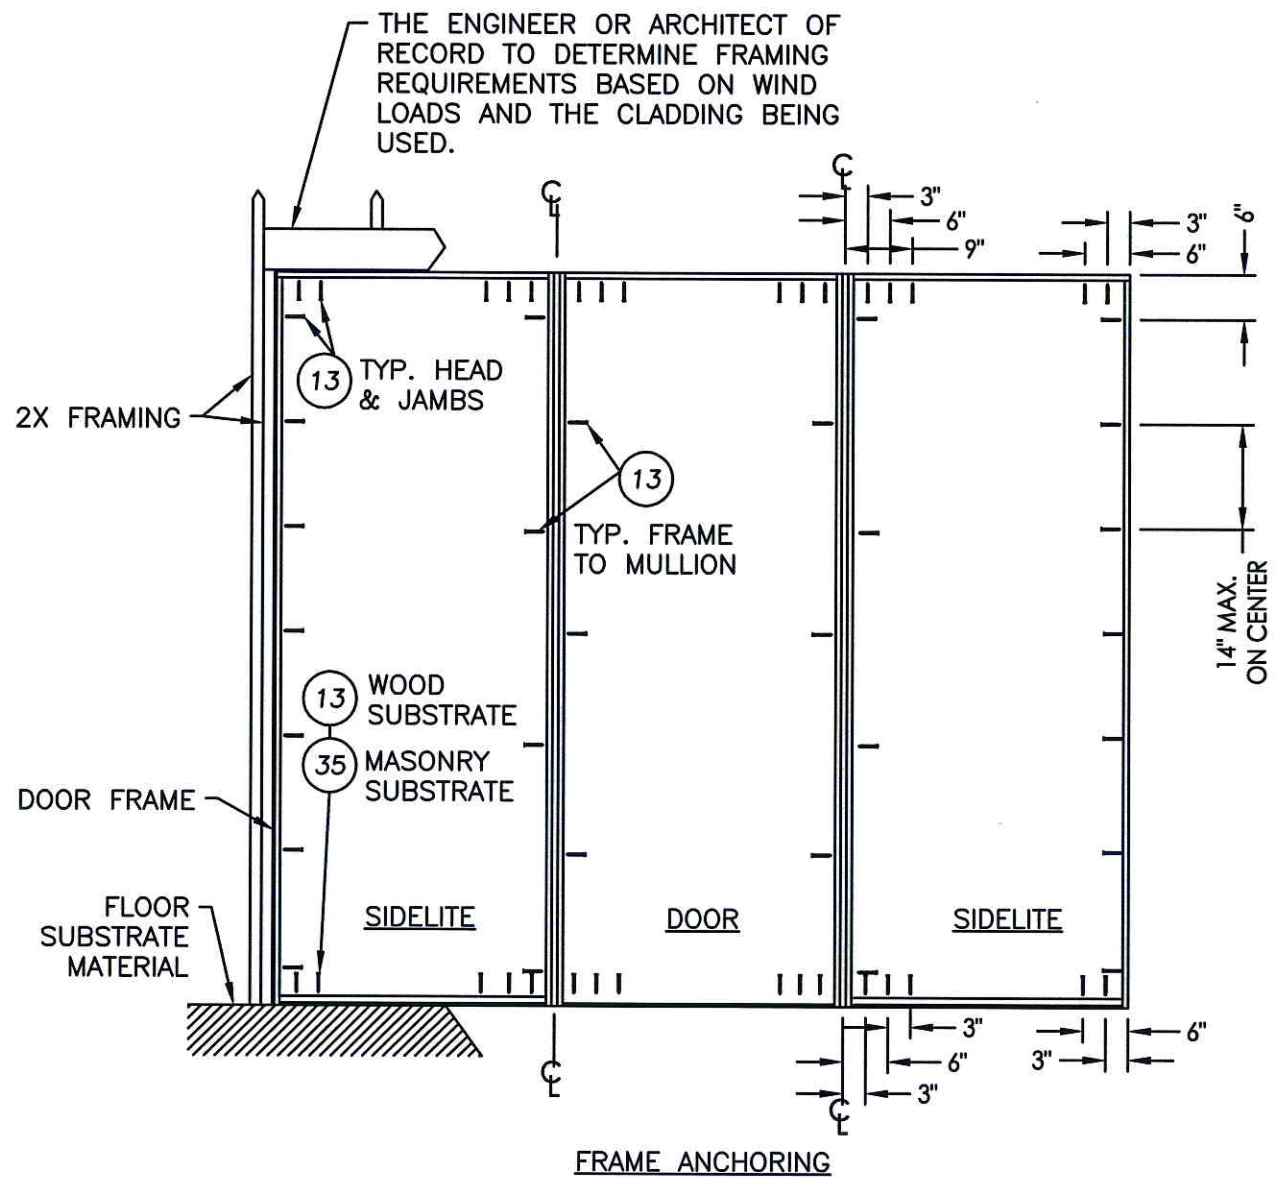 THE ENGINEER OR ARCHITECT OF
RECORD TO DETERMINE FRAMING
REQUIREMENTS BASED ON WIND
LOADS AND THE CLADDING BEING
USED.
℄
℄
3"
6"
9"
3"
6"
6"
13
TYP. HEAD
& JAMBS
2X FRAMING
13
TYP. FRAME
TO MULLION
14" MAX.
ON CENTER
13
WOOD
SUBSTRATE
35
MASONRY
SUBSTRATE
DOOR FRAME
FLOOR
SUBSTRATE
MATERIAL
SIDELITE
DOOR
SIDELITE
3"
6"
3"
6"
3"
℄
℄
FRAME ANCHORING